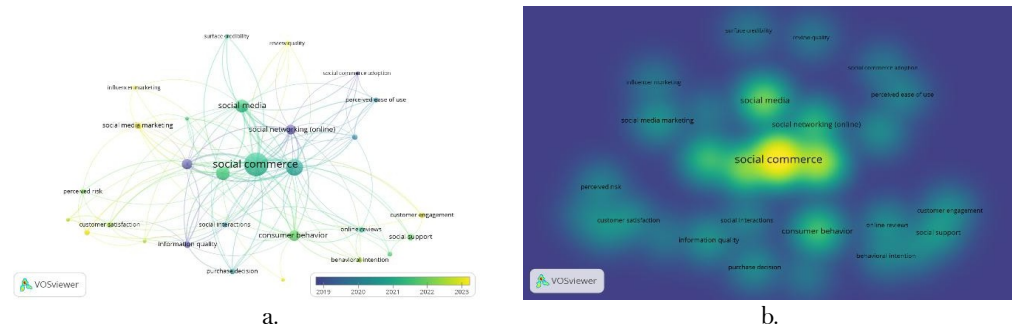 surface credibility
review quality
social commerce adoption
influencer marketing
perceived ease of use
social media
social media marketing
social networking (online)
social commerce
perceived risk
customer engagement
customer satisfaction
social interactions
online reviews
consumer behavior
social support
information quality
behavioral intention
purchase decision
VOSviewer
2019 2020 2021 2022 2023
a.
surface credibility
review quality
social commerce adoption
influencer marketing
perceived ease of use
social media
social media marketing
social networking (online)
social commerce
perceived risk
customer engagement
customer satisfaction
social interactions
online reviews
consumer behavior
social support
information quality
behavioral intention
purchase decision
VOSviewer
b.